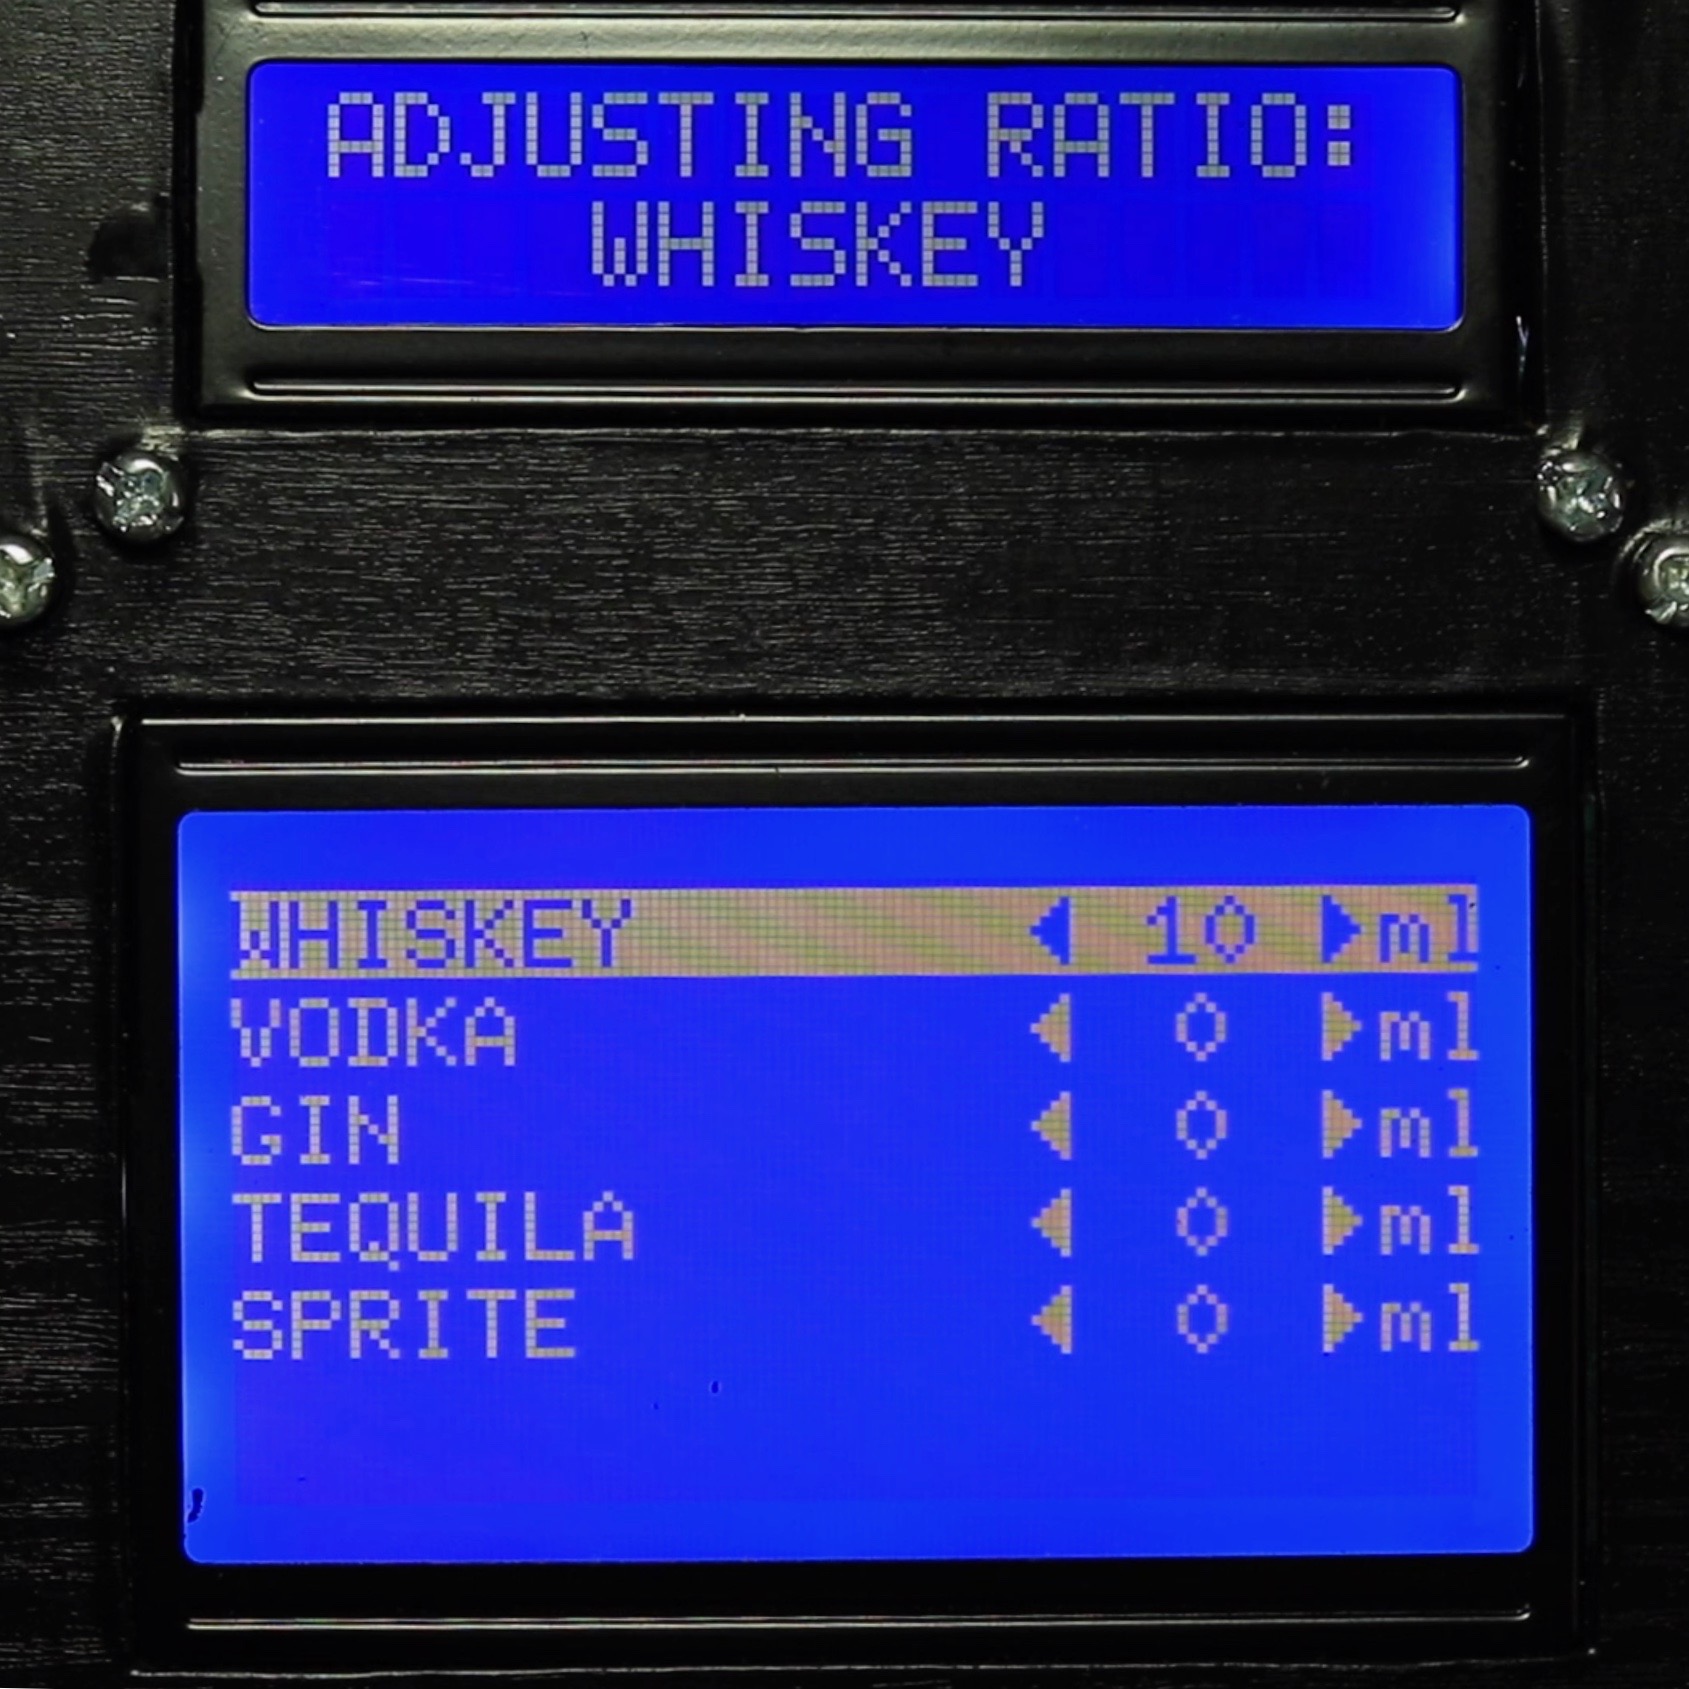 ADJUSTING RATIO:
WHISKEY
WHISKEY ◀ 10 ▶ ml
VODKA ◀ 0 ▶ ml
GIN ◀ 0 ▶ ml
TEQUILA ◀ 0 ▶ ml
SPRITE ◀ 0 ▶ ml